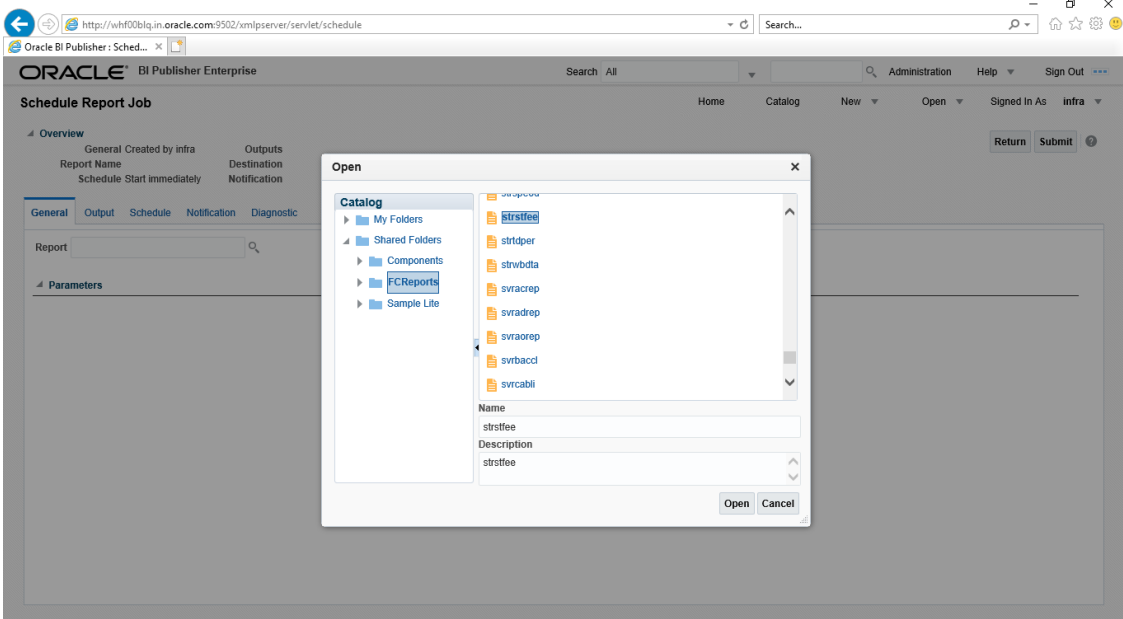 http://whf00blq.in.oracle.com:9502/xmlpserver/servlet/schedule Search...
Oracle BI Publisher : Sched...
ORACLE BI Publisher Enterprise Search All Administration Help Sign Out
Schedule Report Job Home Catalog New Open Signed In As infra
Overview
General Created by infra Outputs Return Submit
Report Name Destination
Schedule Start immediately Notification
General Output Schedule Notification Diagnostic
Report
Parameters
Open
Catalog
My Folders
Shared Folders
Components
FCReports
Sample Lite
strstfee
strtdper
strwbdta
svracrep
svradrep
svraorep
svrbaccl
svrcabli
Name
strstfee
Description
strstfee
Open Cancel